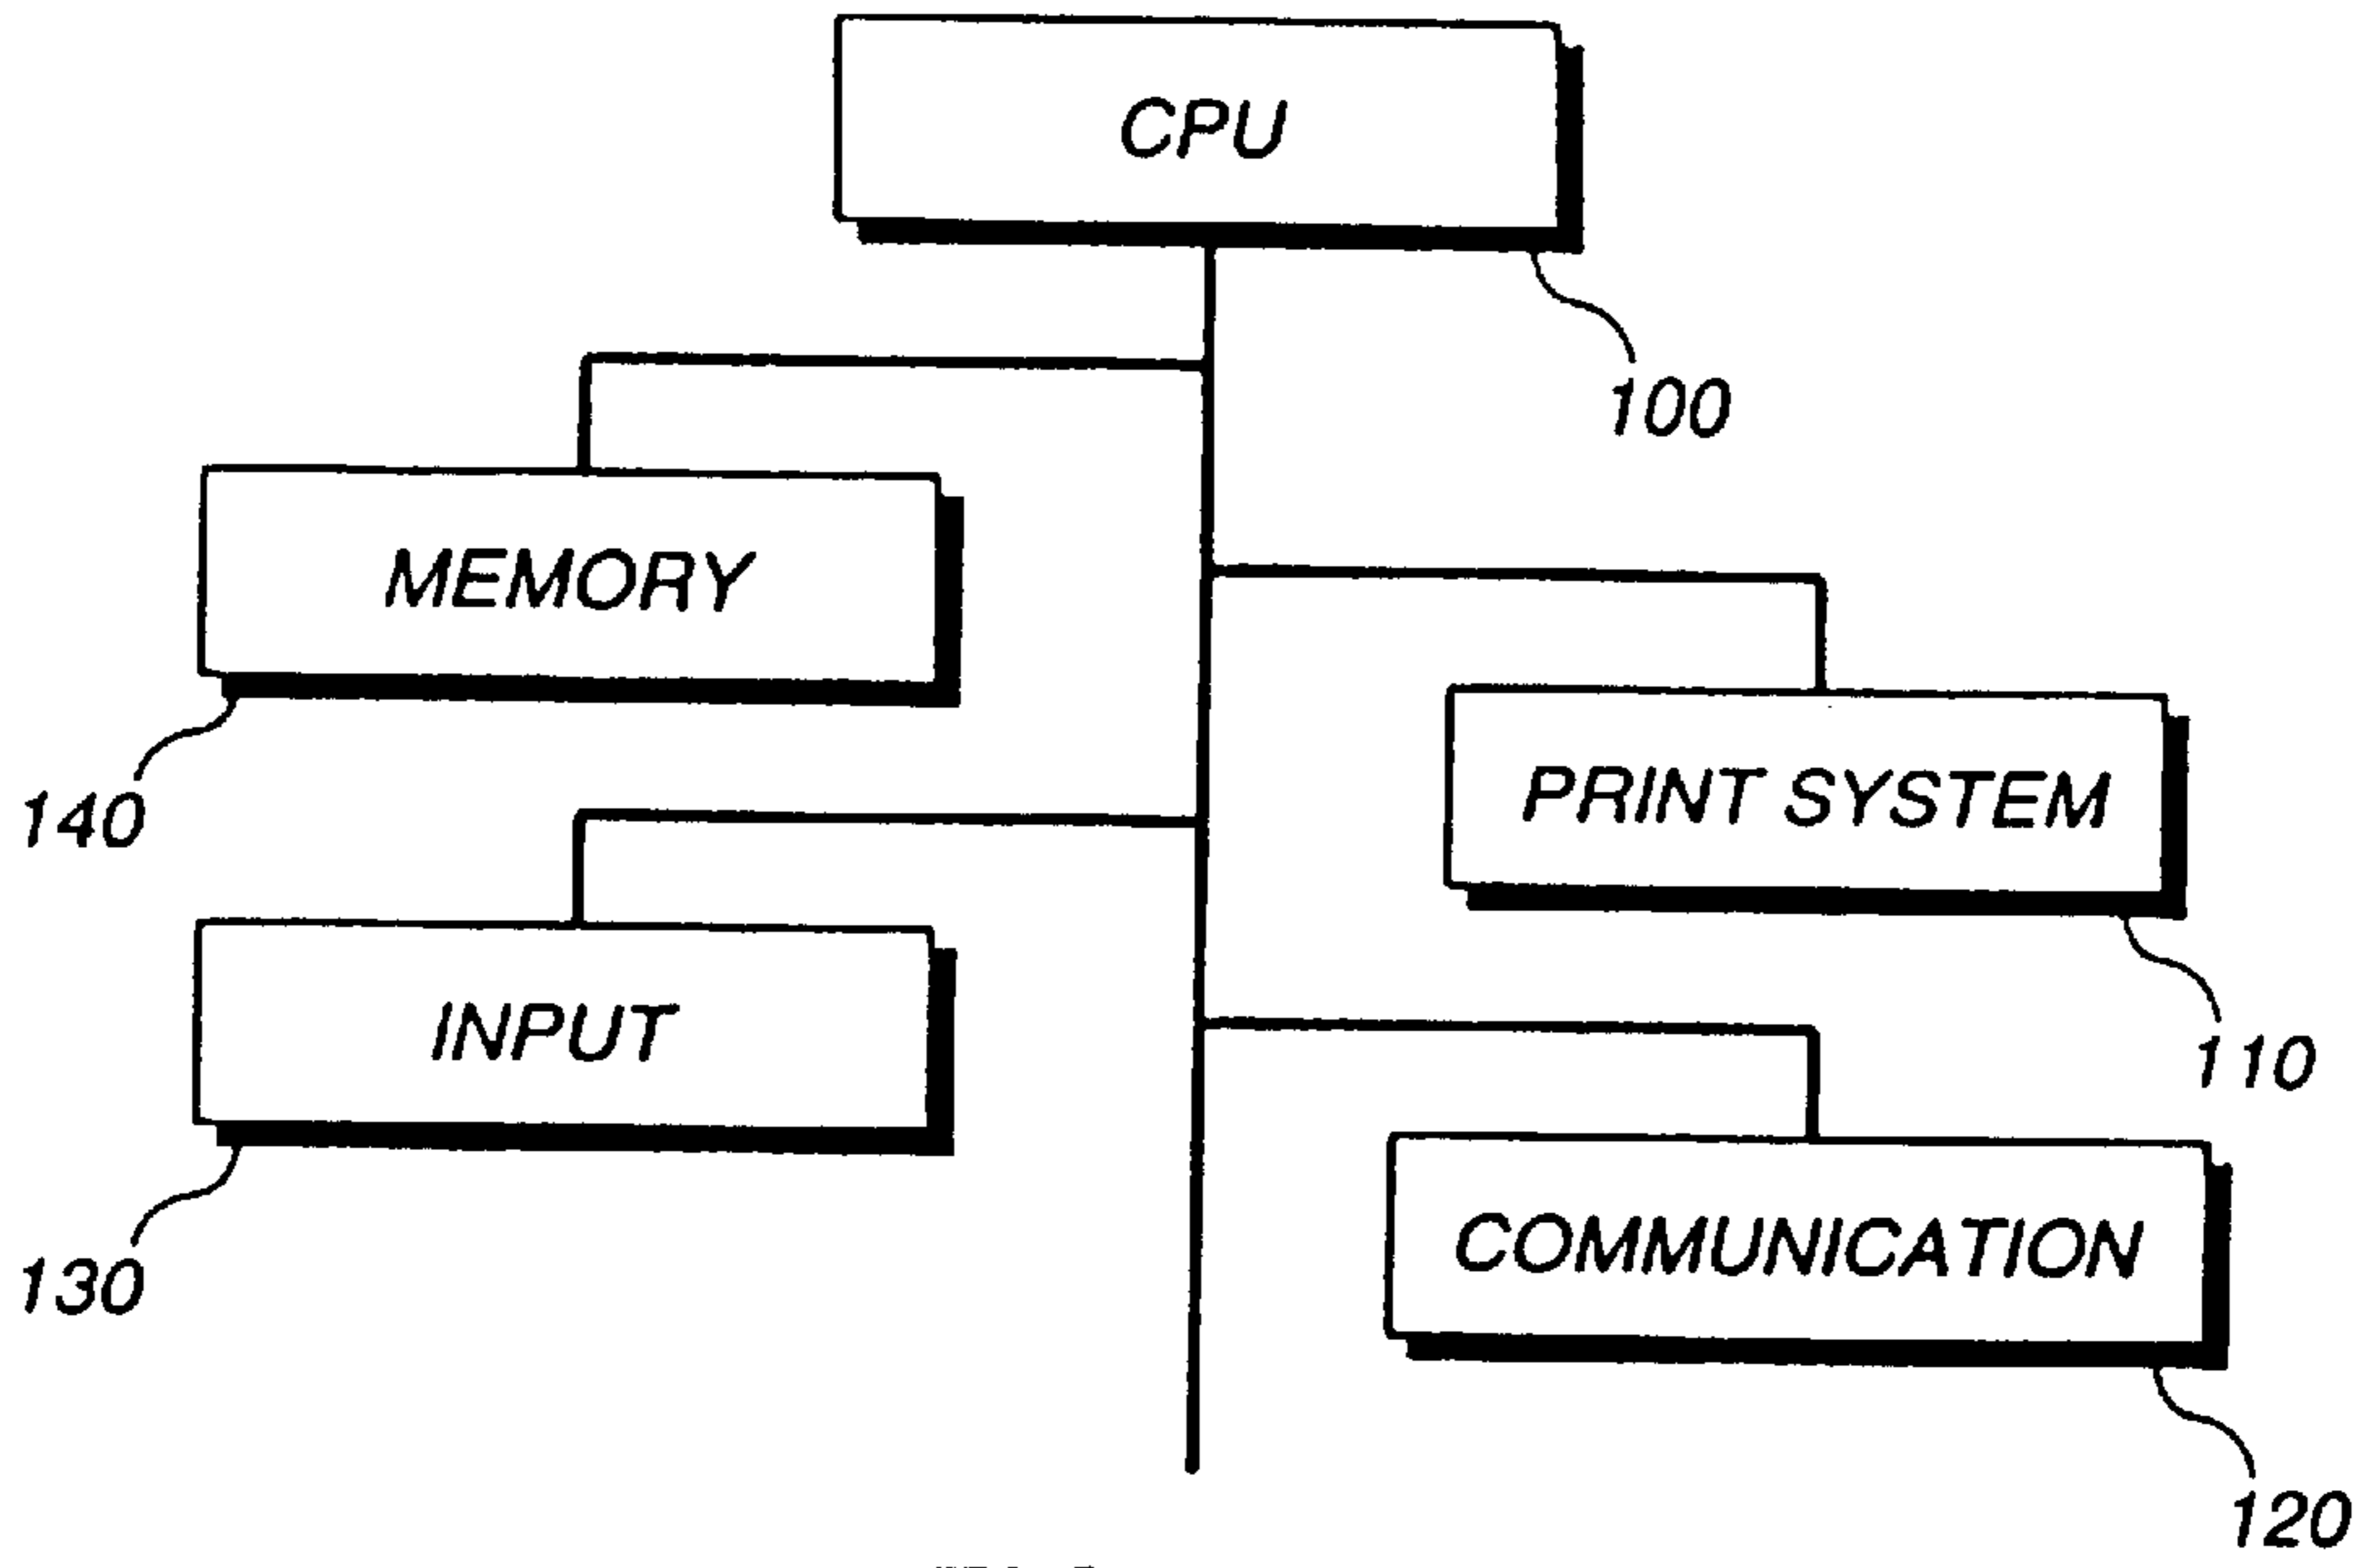 CPU
100
MEMORY
PRINT SYSTEM
140
INPUT
110
COMMUNICATION
130
120